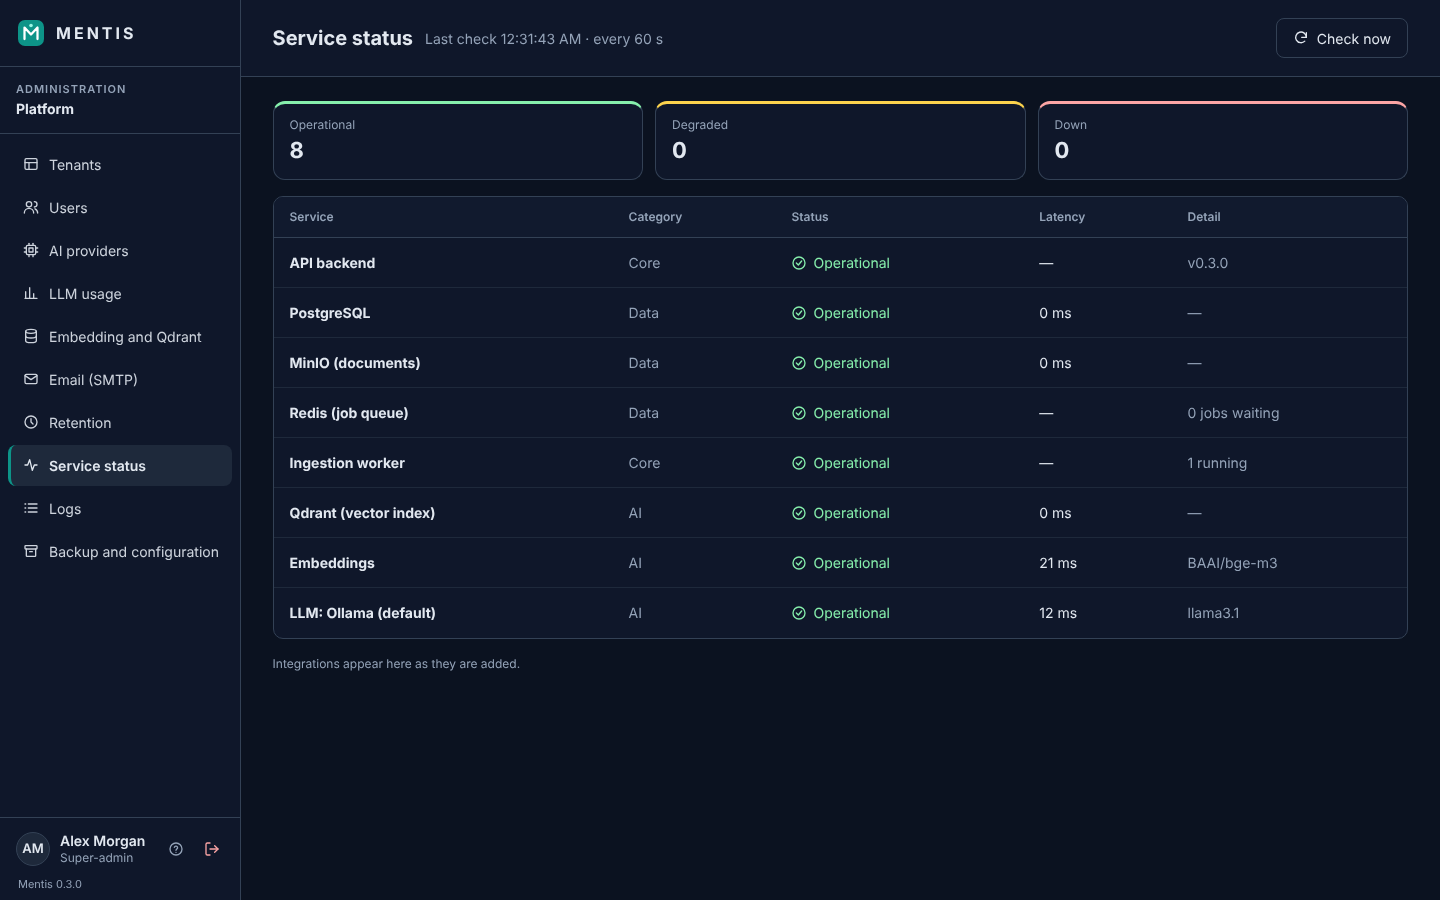 MENTIS
ADMINISTRATION
Platform
Tenants
Users
AI providers
LLM usage
Embedding and Qdrant
Email (SMTP)
Retention
Service status
Logs
Backup and configuration
AM
Alex Morgan
Super-admin
Mentis 0.3.0
Service status Last check 12:31:43 AM · every 60 s
Check now
Operational
8
Degraded
0
Down
0
Service Category Status Latency Detail
API backend Core Operational — v0.3.0
PostgreSQL Data Operational 0 ms —
MinIO (documents) Data Operational 0 ms —
Redis (job queue) Data Operational — 0 jobs waiting
Ingestion worker Core Operational — 1 running
Qdrant (vector index) AI Operational 0 ms —
Embeddings AI Operational 21 ms BAAI/bge-m3
LLM: Ollama (default) AI Operational 12 ms llama3.1
Integrations appear here as they are added.